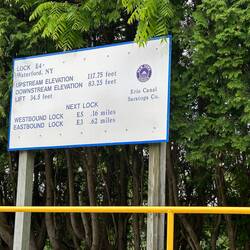 LOCK E4
Waterford, NY
UPSTREAM ELEVATION 117.75 feet
DOWNSTREAM ELEVATION 83.25 feet
LIFT 34.5 feet
Erie Canal
Saratoga Co.
NEXT LOCK
WESTBOUND LOCK E5 .16 miles
EASTBOUND LOCK E3 .62 miles